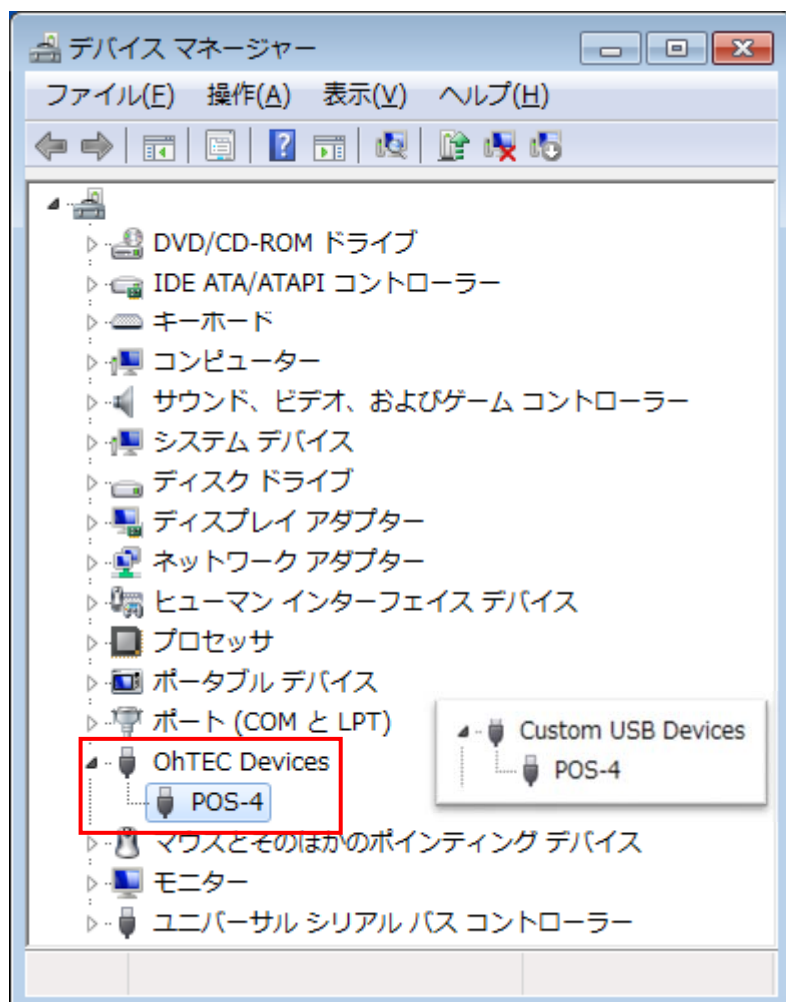 デバイス マネージャー
ファイル(F) 操作(A) 表示(V) ヘルプ(H)
DVD/CD-ROM ドライブ
IDE ATA/ATAPI コントローラー
キーボード
コンピューター
サウンド、ビデオ、およびゲーム コントローラー
システム デバイス
ディスク ドライブ
ディスプレイ アダプター
ネットワーク アダプター
ヒューマン インターフェイス デバイス
プロセッサ
ポータブル デバイス
ポート (COM と LPT)
OhTEC Devices
POS-4
Custom USB Devices
POS-4
マウスとそのほかのポインティング デバイス
モニター
ユニバーサル シリアル バス コントローラー